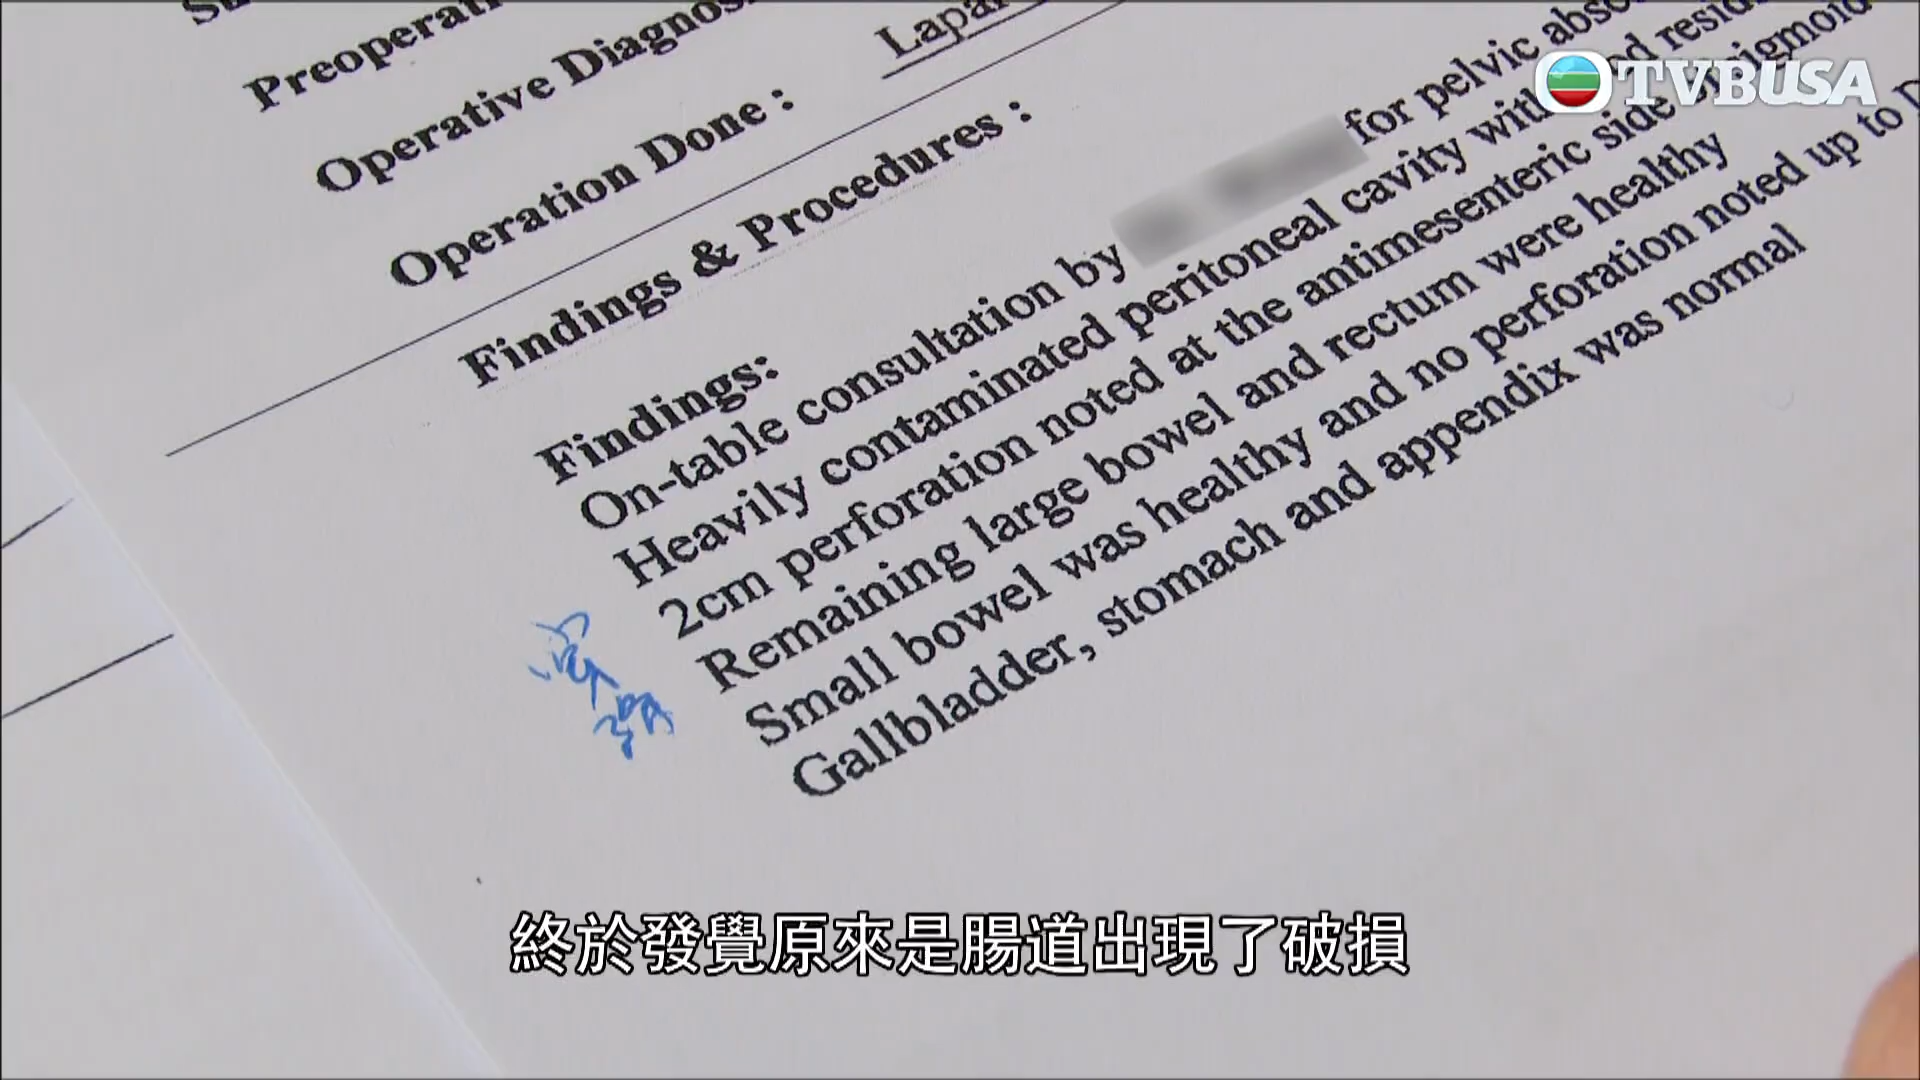 TVBUSA
Operative Diagnos
Operation Done :
Lapar
Findings & Procedures :
Findings:
On-table consultation by for pelvic absc
Heavily contaminated peritoneal cavity with
2cm perforation noted at the antimesenteric side sigmoid
Remaining large bowel and rectum were healthy
Small bowel was healthy and no perforation noted up to D
Gallbladder, stomach and appendix was normal
終於發覺原來是腸道出現了破損